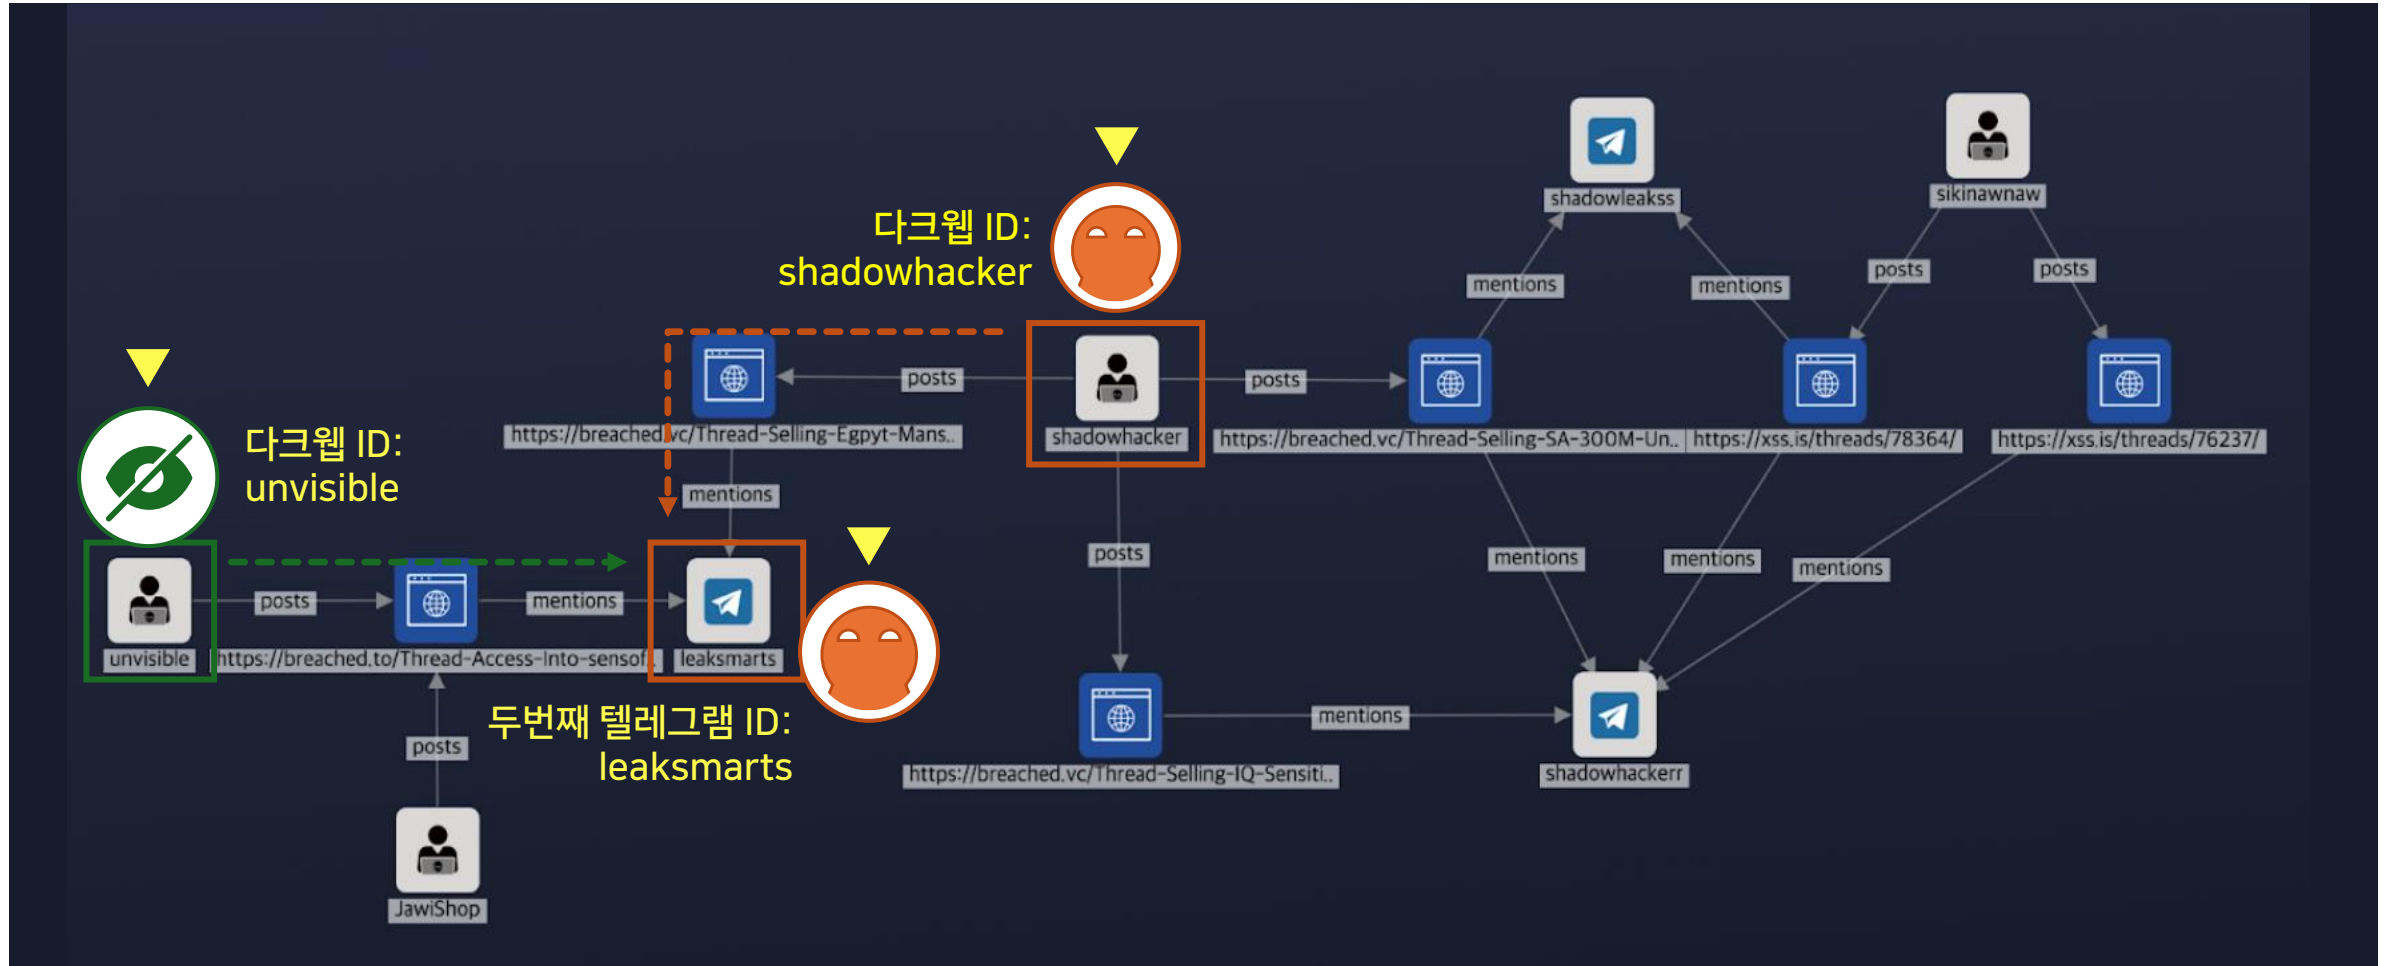 shadowleakss
sikinawnaw
다크웹 ID:
shadowhacker
mentions
mentions
posts
posts
posts
posts
다크웹 ID:
unvisible
https://breached.vc/Thread-Selling-Egpyt-Mans..
shadowhacker
https://breached.vc/Thread-Selling-SA-300M-Un..
https://xss.is/threads/78364/
https://xss.is/threads/76237/
mentions
posts
mentions
mentions
mentions
posts
mentions
unvisible
https://breached.to/Thread-Access-Into-sensof..
leaksmarts
두번째 텔레그램 ID:
leaksmarts
posts
mentions
https://breached.vc/Thread-Selling-IQ-Sensiti..
shadowhackerr
JawiShop